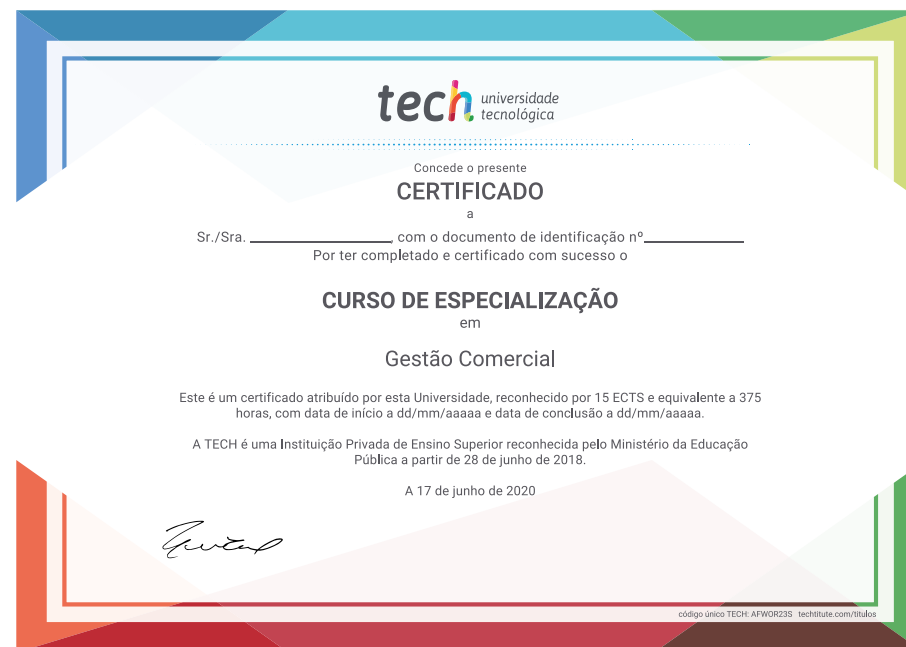 tech universidade
tecnológica
Concede o presente
CERTIFICADO
a
Sr./Sra. , com o documento de identificação nº
Por ter completado e certificado com sucesso o
CURSO DE ESPECIALIZAÇÃO
em
Gestão Comercial
Este é um certificado atribuído por esta Universidade, reconhecido por 15 ECTS e equivalente a 375
horas, com data de início a dd/mm/aaaaa e data de conclusão a dd/mm/aaaaa.
A TECH é uma Instituição Privada de Ensino Superior reconhecida pelo Ministério da Educação
Pública a partir de 28 de junho de 2018.
A 17 de junho de 2020
código único TECH: AFWOR23S techtitute.com/titulos